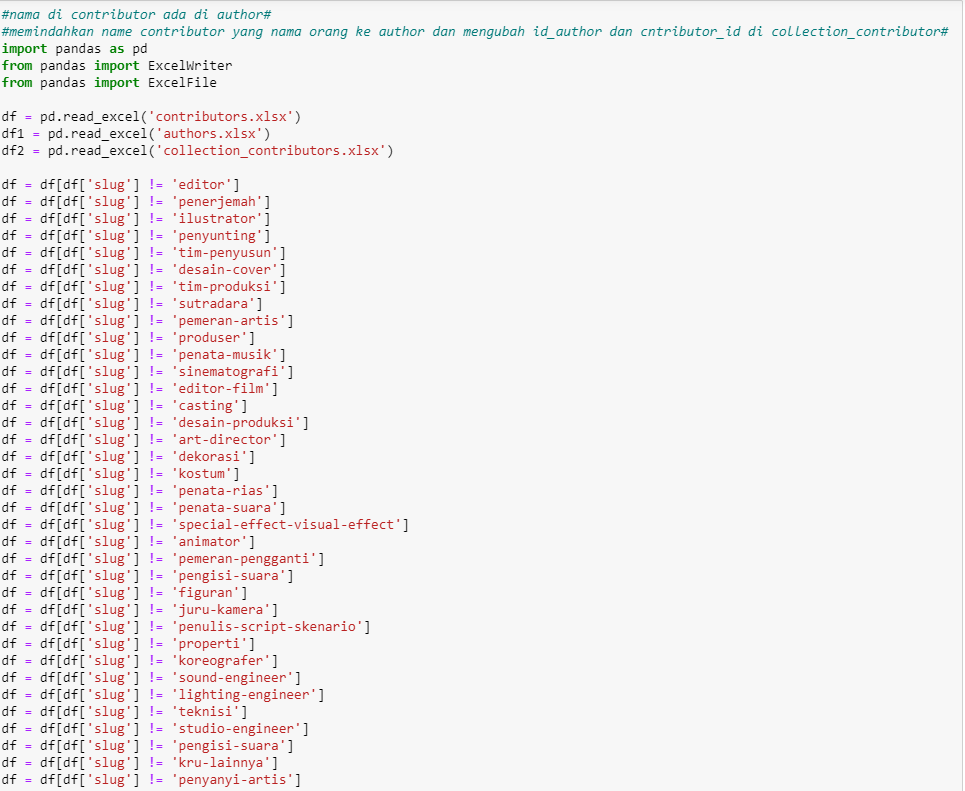 #nama di contributor ada di author#
#memindahkan name contributor yang nama orang ke author dan mengubah id_author dan cntributor_id di collection_contributor#
import pandas as pd
from pandas import ExcelWriter
from pandas import ExcelFile
df = pd.read_excel('contributors.xlsx')
df1 = pd.read_excel('authors.xlsx')
df2 = pd.read_excel('collection_contributors.xlsx')
df = df[df['slug'] != 'editor']
df = df[df['slug'] != 'penerjemah']
df = df[df['slug'] != 'ilustrator']
df = df[df['slug'] != 'penyunting']
df = df[df['slug'] != 'tim-penyusun']
df = df[df['slug'] != 'desain-cover']
df = df[df['slug'] != 'tim-produksi']
df = df[df['slug'] != 'sutradara']
df = df[df['slug'] != 'pemeran-artis']
df = df[df['slug'] != 'produser']
df = df[df['slug'] != 'penata-musik']
df = df[df['slug'] != 'sinematografi']
df = df[df['slug'] != 'editor-film']
df = df[df['slug'] != 'casting']
df = df[df['slug'] != 'desain-produksi']
df = df[df['slug'] != 'art-director']
df = df[df['slug'] != 'dekorasi']
df = df[df['slug'] != 'kostum']
df = df[df['slug'] != 'penata-rias']
df = df[df['slug'] != 'penata-suara']
df = df[df['slug'] != 'special-effect-visual-effect']
df = df[df['slug'] != 'animator']
df = df[df['slug'] != 'pemeran-pengganti']
df = df[df['slug'] != 'pengisi-suara']
df = df[df['slug'] != 'figuran']
df = df[df['slug'] != 'juru-kamera']
df = df[df['slug'] != 'penulis-script-skenario']
df = df[df['slug'] != 'properti']
df = df[df['slug'] != 'koreografer']
df = df[df['slug'] != 'sound-engineer']
df = df[df['slug'] != 'lighting-engineer']
df = df[df['slug'] != 'teknisi']
df = df[df['slug'] != 'studio-engineer']
df = df[df['slug'] != 'pengisi-suara']
df = df[df['slug'] != 'kru-lainnya']
df = df[df['slug'] != 'penyanyi-artis']